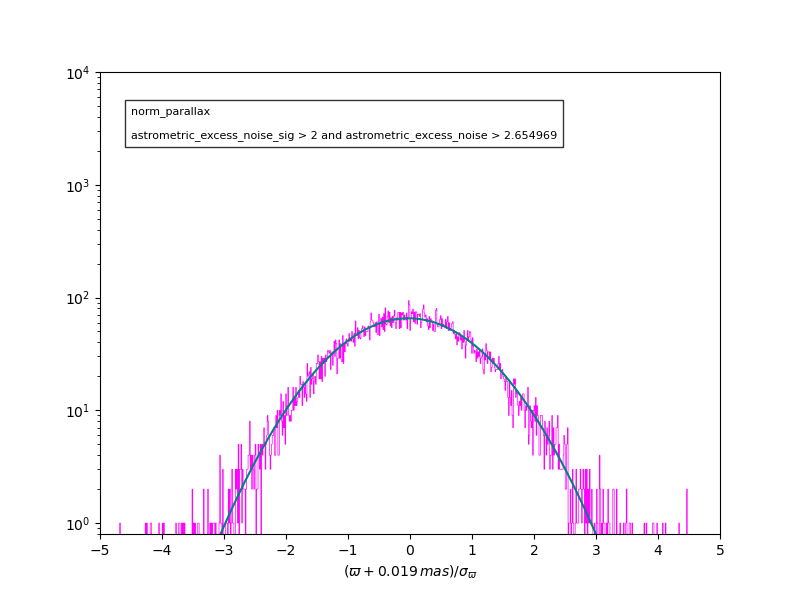 norm_parallax
astrometric_excess_noise_sig > 2 and astrometric_excess_noise > 2.654969
10⁴
10³
10²
10¹
10⁰
−5 −4 −3 −2 −1 0 1 2 3 4 5
(ϖ + 0.019 mas)/σ_ϖ